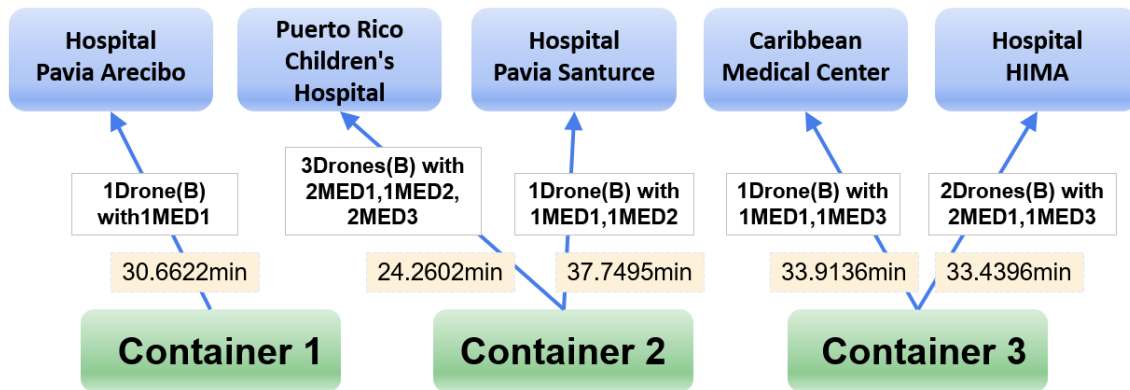 Hospital
Pavia Arecibo
Puerto Rico
Children's
Hospital
Hospital
Pavia Santurce
Caribbean
Medical Center
Hospital
HIMA
1Drone(B)
with1MED1
3Drones(B) with
2MED1,1MED2,
2MED3
1Drone(B) with
1MED1,1MED2
1Drone(B) with
1MED1,1MED3
2Drones(B) with
2MED1,1MED3
30.6622min
24.2602min
37.7495min
33.9136min
33.4396min
Container 1
Container 2
Container 3